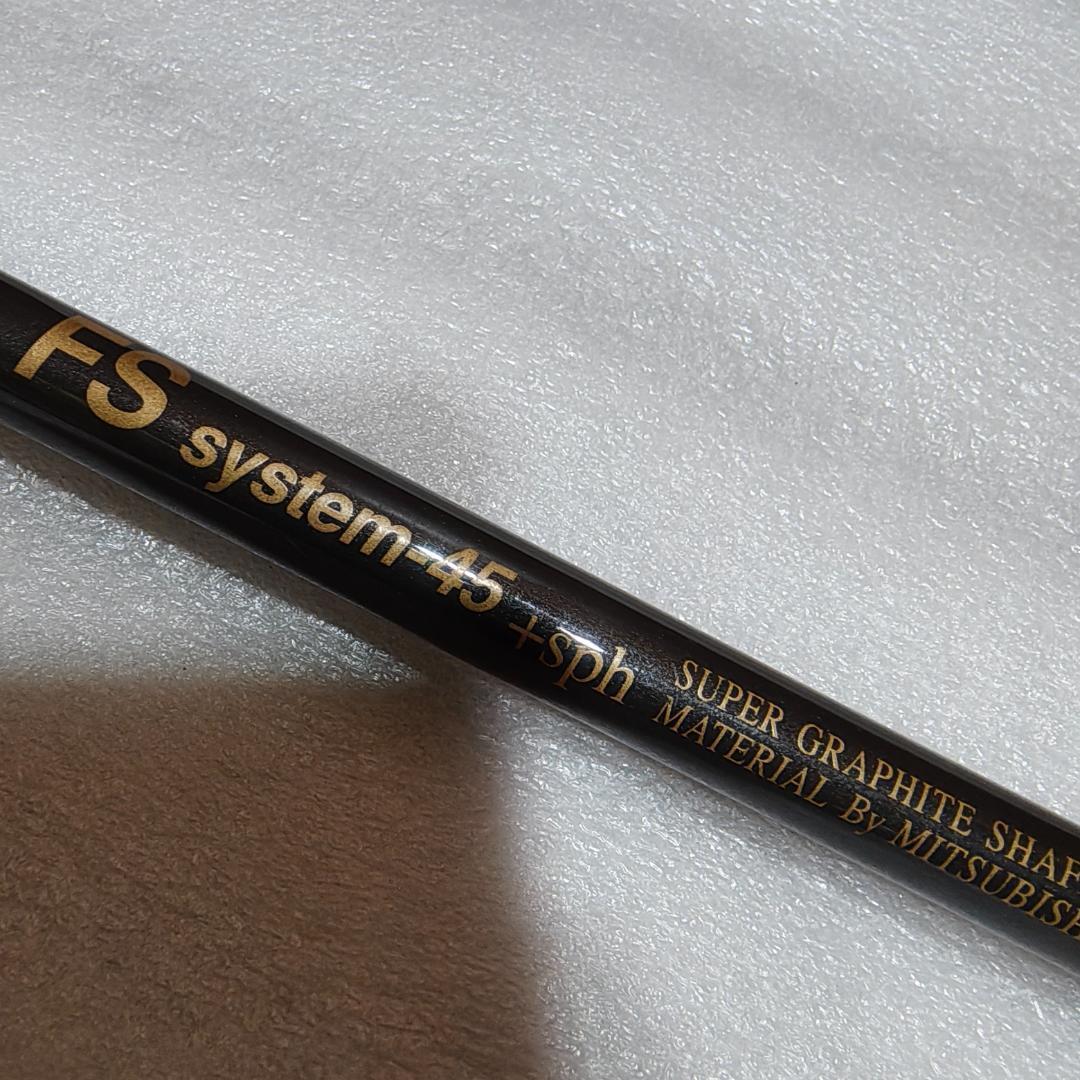 FS system-45 +sph
SUPER GRAPHITE SHAF
MATERIAL By MITSUBISH